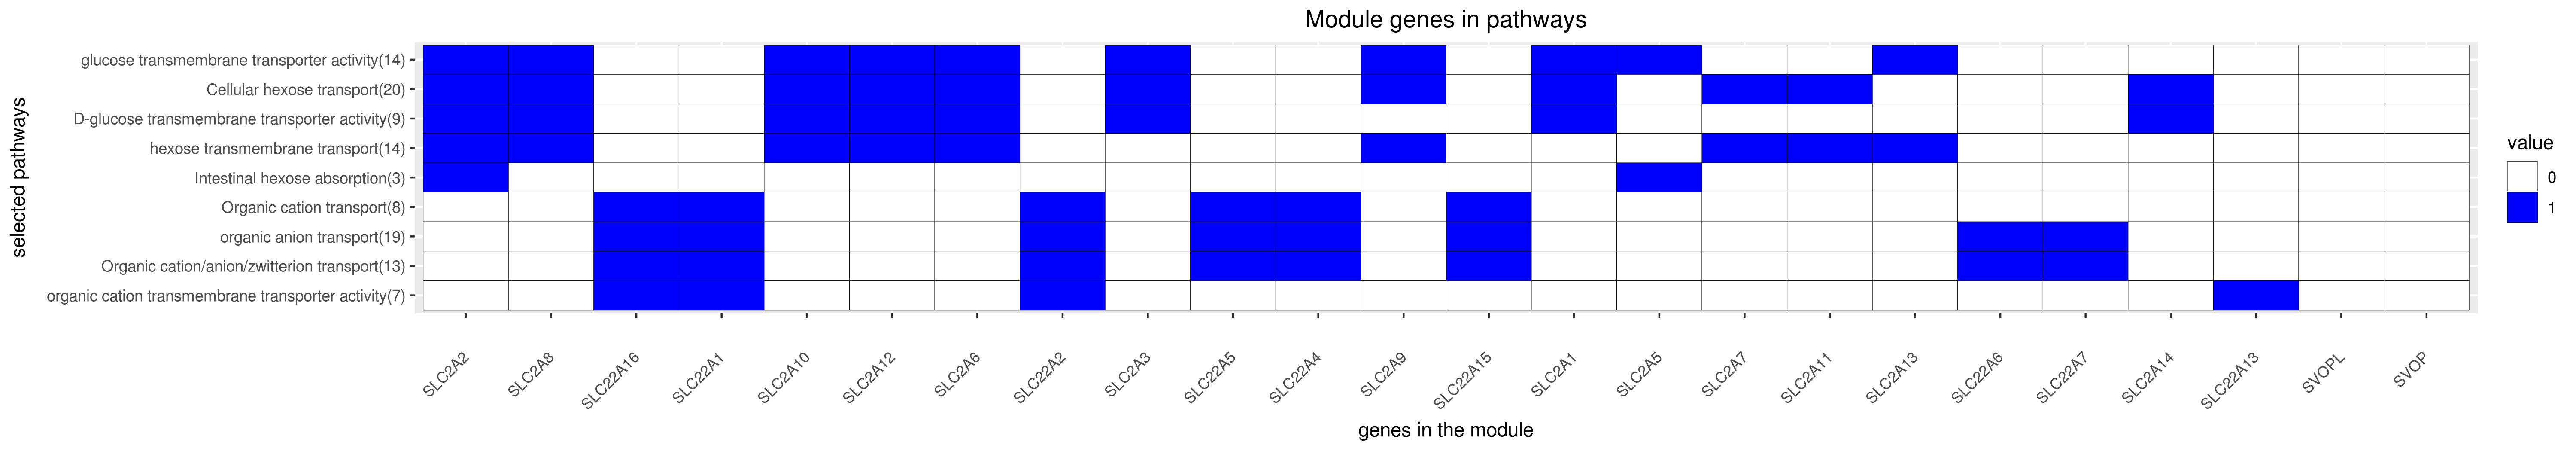 Module genes in pathways
selected pathways
glucose transmembrane transporter activity(14)
Cellular hexose transport(20)
D-glucose transmembrane transporter activity(9)
hexose transmembrane transport(14)
Intestinal hexose absorption(3)
Organic cation transport(8)
organic anion transport(19)
Organic cation/anion/zwitterion transport(13)
organic cation transmembrane transporter activity(7)
SLC2A2
SLC2A8
SLC22A16
SLC22A1
SLC2A10
SLC2A12
SLC2A6
SLC22A2
SLC2A3
SLC22A5
SLC22A4
SLC2A9
SLC22A15
SLC2A1
SLC2A5
SLC2A7
SLC2A11
SLC2A13
SLC22A6
SLC22A7
SLC2A14
SLC22A13
SVOPL
SVOP
genes in the module
value
0
1